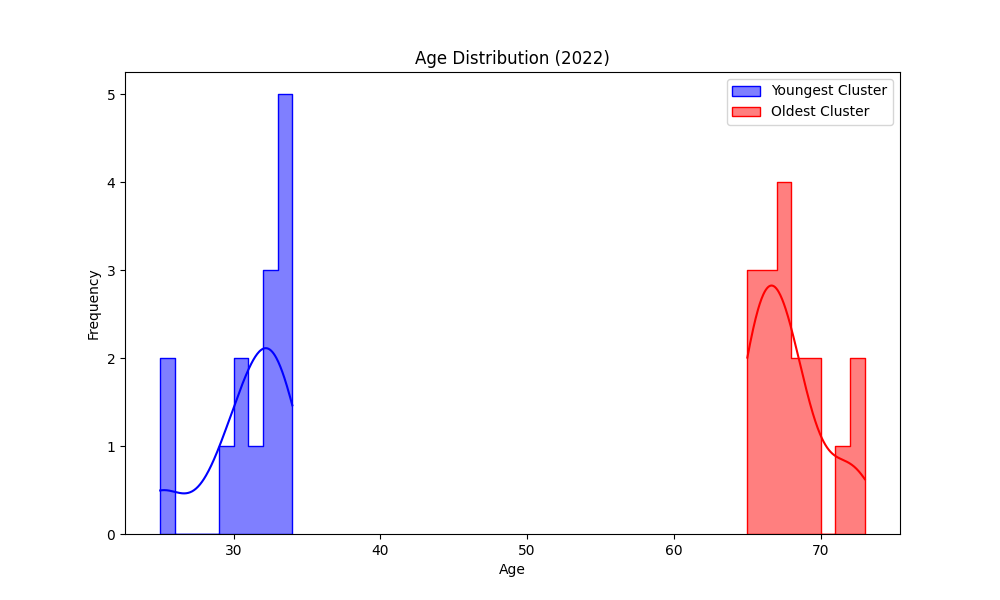 Age Distribution (2022)
Youngest Cluster
Oldest Cluster
Frequency
5
4
3
2
1
0
30 40 50 60 70
Age